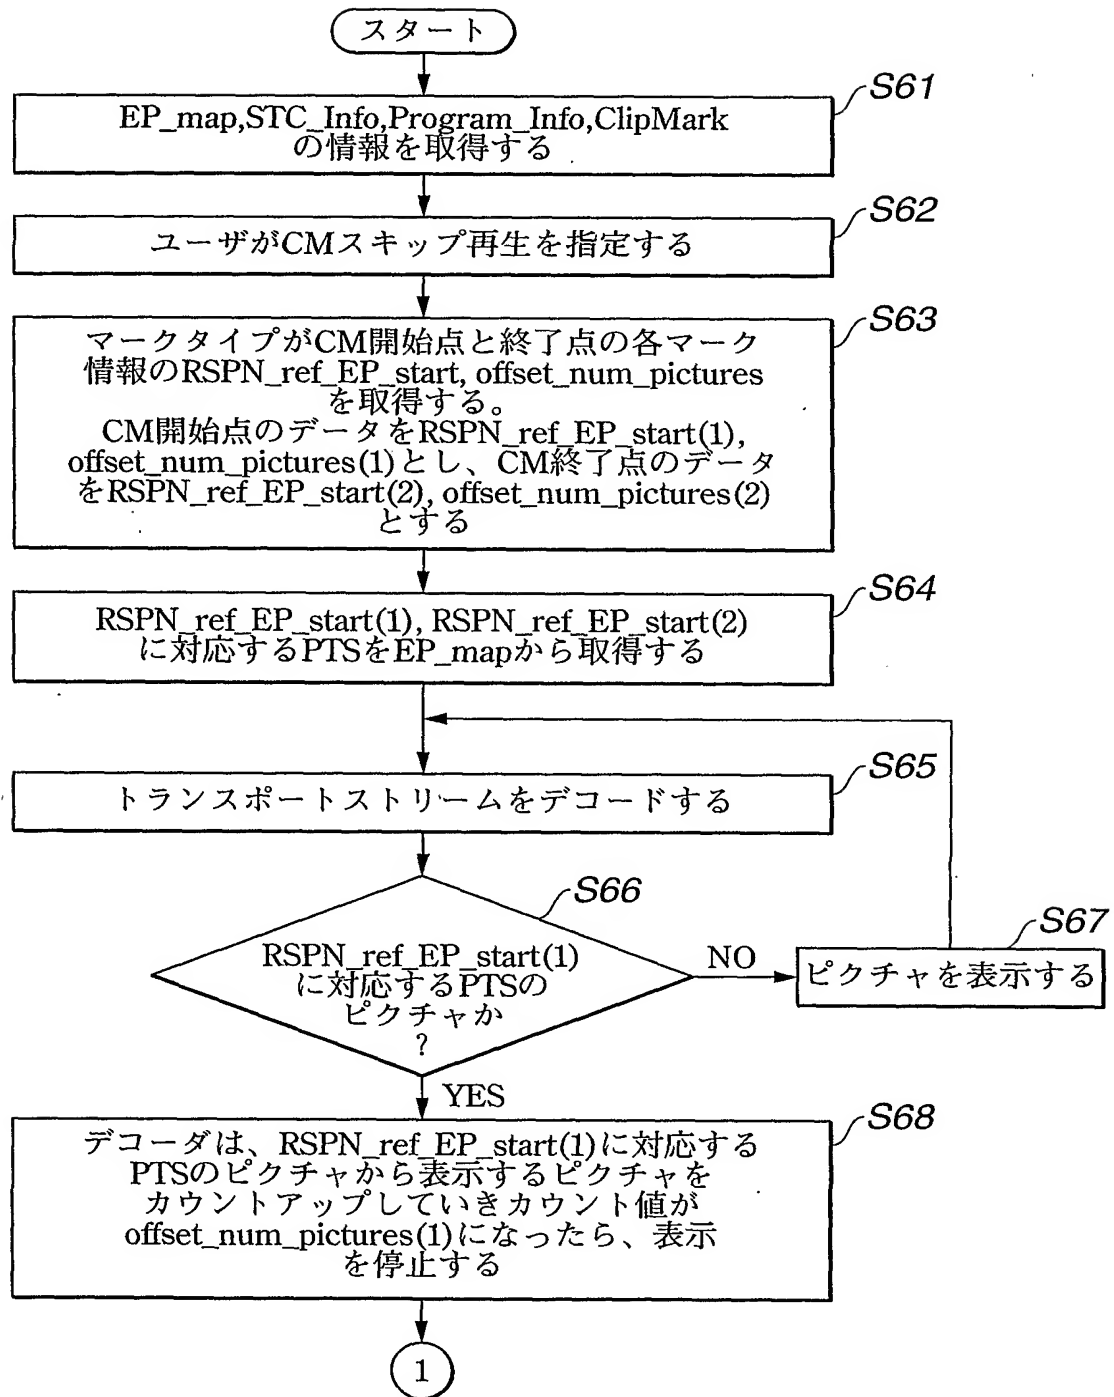 スタート
S61
EP_map,STC_Info,Program_Info,ClipMark
の情報を取得する
S62
ユーザがCMスキップ再生を指定する
S63
マークタイプがCM開始点と終了点の各マーク
情報のRSPN_ref_EP_start, offset_num_pictures
を取得する。
CM開始点のデータをRSPN_ref_EP_start(1),
offset_num_pictures(1)とし、CM終了点のデータ
をRSPN_ref_EP_start(2), offset_num_pictures(2)
とする
S64
RSPN_ref_EP_start(1), RSPN_ref_EP_start(2)
に対応するPTSをEP_mapから取得する
S65
トランスポートストリームをデコードする
S66
RSPN_ref_EP_start(1)
に対応するPTSの
ピクチャか
?
NO
S67
ピクチャを表示する
YES
S68
デコーダは、RSPN_ref_EP_start(1)に対応する
PTSのピクチャから表示するピクチャを
カウントアップしていきカウント値が
offset_num_pictures(1)になったら、表示
を停止する
1